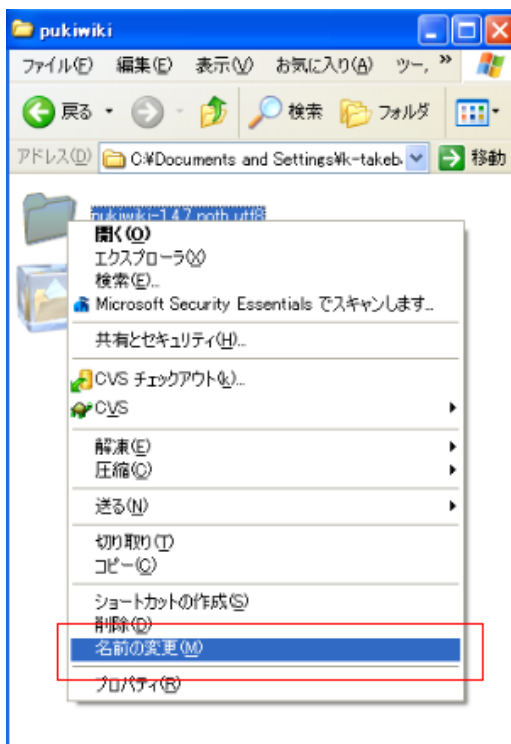 pukiwiki
ファイル(F) 編集(E) 表示(V) お気に入り(A) ツー, »
戻る 検索 フォルダ
アドレス(D) C:¥Documents and Settings¥k-takeb 移動
pukiwiki-1.4.7_notb_utf8
開く(O)
エクスプローラ(X)
検索(E)...
Microsoft Security Essentials でスキャンします...
共有とセキュリティ(H)...
CVS チェックアウト(k)...
CVS
解凍(E)
圧縮(C)
送る(N)
切り取り(T)
コピー(C)
ショートカットの作成(S)
削除(D)
名前の変更(M)
プロパティ(R)